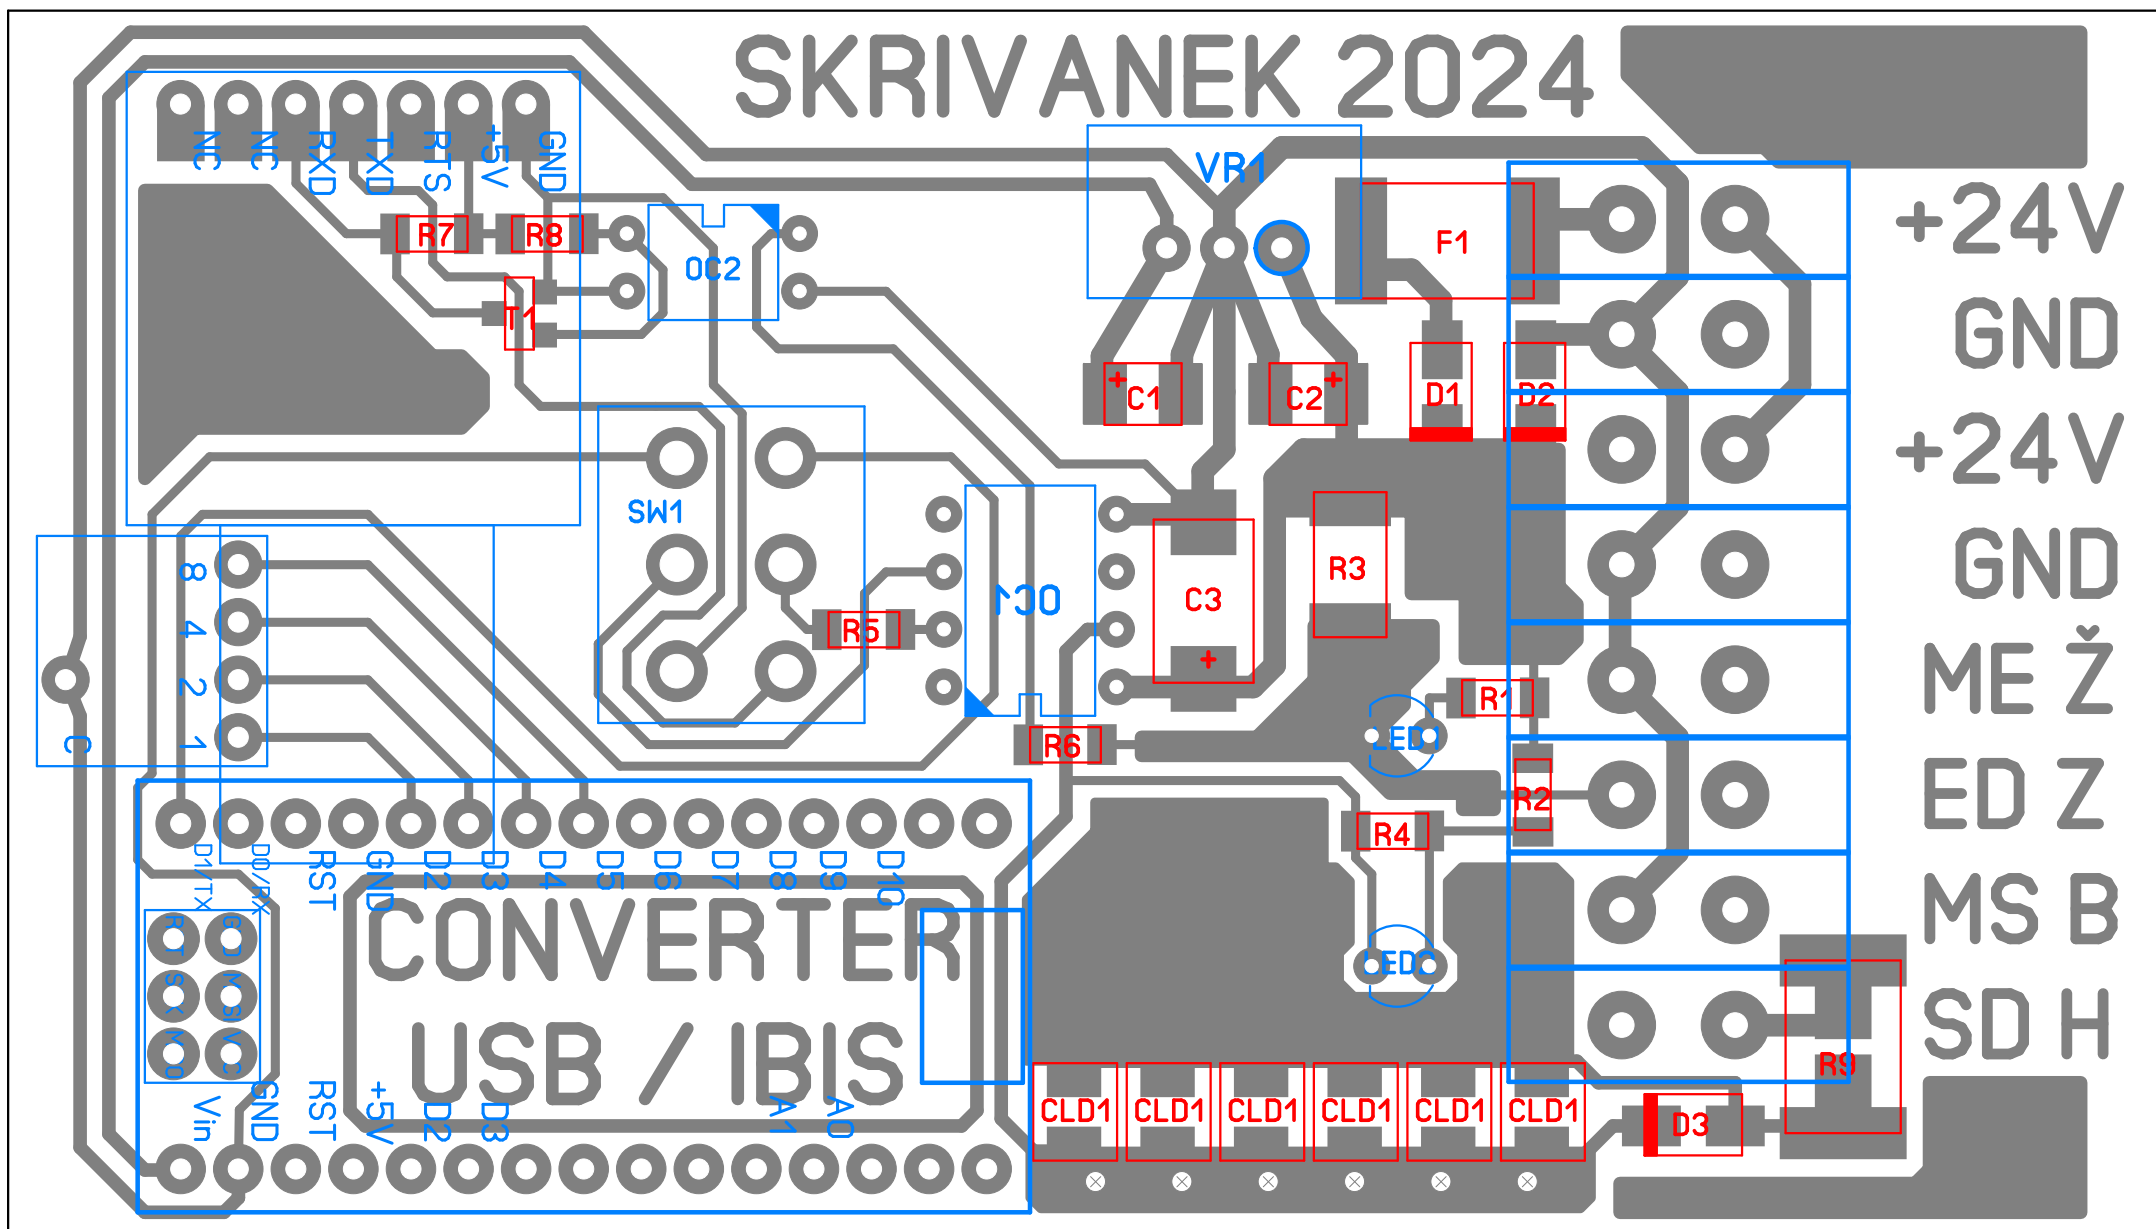 SKRIVANEK 2024
NC NC RXD TXD RTS +5V GND
VR1
+24V
R7 R8
F1
OC2
T1
GND
C1 C2 D1 D2
+24V
SW1
8
R3
GND
OC1
C3
+
4
R5
2
ME Ž
R1
C
1
R6
LED1
R2
ED Z
R4
D1/TX D0/RX RST GND D2 D3 D4 D5 D6 D7 D8 D9 D10
CONVERTER
MS B
LED2
USB / IBIS
SD H
R9
Vin GND RST +5V D2 D3 A1 A0
CLD1 CLD1 CLD1 CLD1 CLD1 CLD1
D3